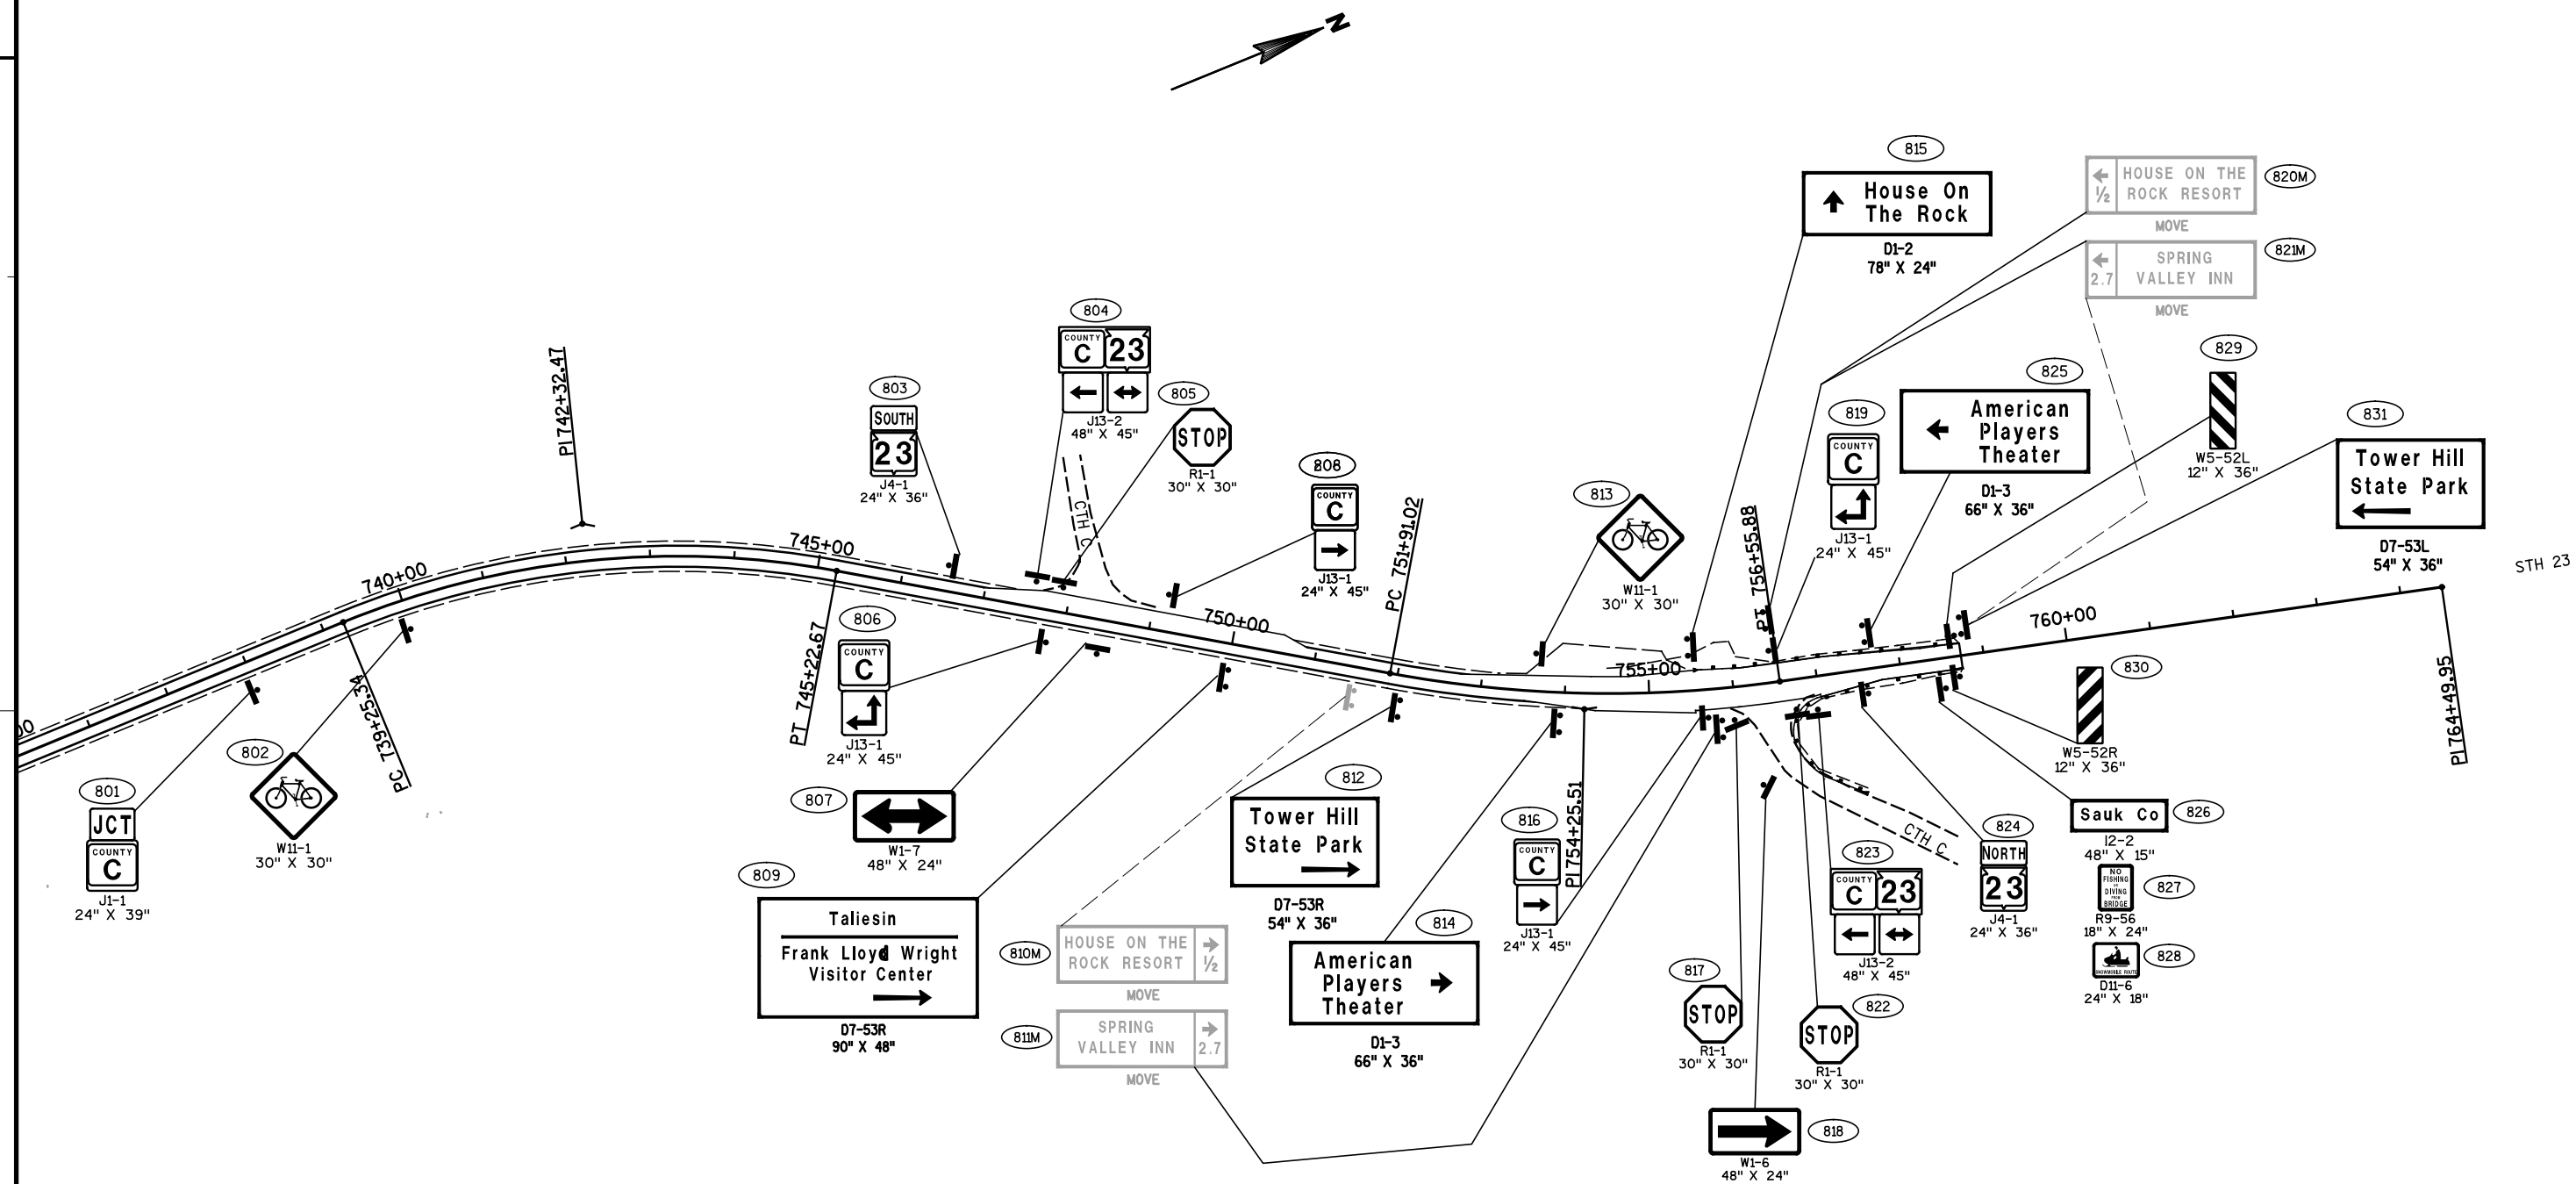 N
815
House On
The Rock
D1-2
78" X 24"
←
½
HOUSE ON THE
ROCK RESORT
820M
MOVE
←
2.7
SPRING
VALLEY INN
821M
MOVE
804
COUNTY
C
23
J13-2
48" X 45"
803
SOUTH
23
J4-1
24" X 36"
805
STOP
R1-1
30" X 30"
808
COUNTY
C
J13-1
24" X 45"
813
W11-1
30" X 30"
819
COUNTY
C
J13-1
24" X 45"
825
American
Players
Theater
D1-3
66" X 36"
829
W5-52L
12" X 36"
831
Tower Hill
State Park
D7-53L
54" X 36"
STH 23
PI 742+32.47
CTH C
PC 751+91.02
PT 756+55.88
740+00
745+00
750+00
755+00
760+00
00
PC 739+25.34
PT 745+22.67
PI 754+25.51
PI 764+49.95
806
COUNTY
C
J13-1
24" X 45"
830
W5-52R
12" X 36"
801
JCT
COUNTY
C
J1-1
24" X 39"
802
W11-1
30" X 30"
807
W1-7
48" X 24"
809
Taliesin
Frank Lloyd Wright
Visitor Center
D7-53R
90" X 48"
812
Tower Hill
State Park
D7-53R
54" X 36"
810M
HOUSE ON THE
ROCK RESORT
→
½
MOVE
811M
SPRING
VALLEY INN
→
2.7
MOVE
814
American
Players
Theater
D1-3
66" X 36"
816
COUNTY
C
J13-1
24" X 45"
CTH C
817
STOP
R1-1
30" X 30"
823
COUNTY
C
23
J13-2
48" X 45"
822
STOP
R1-1
30" X 30"
818
W1-6
48" X 24"
824
NORTH
23
J4-1
24" X 36"
826
Sauk Co
I2-2
48" X 15"
827
NO
FISHING
OR
DIVING
FROM
BRIDGE
R9-56
18" X 24"
828
SNOWMOBILE ROUTE
D11-6
24" X 18"